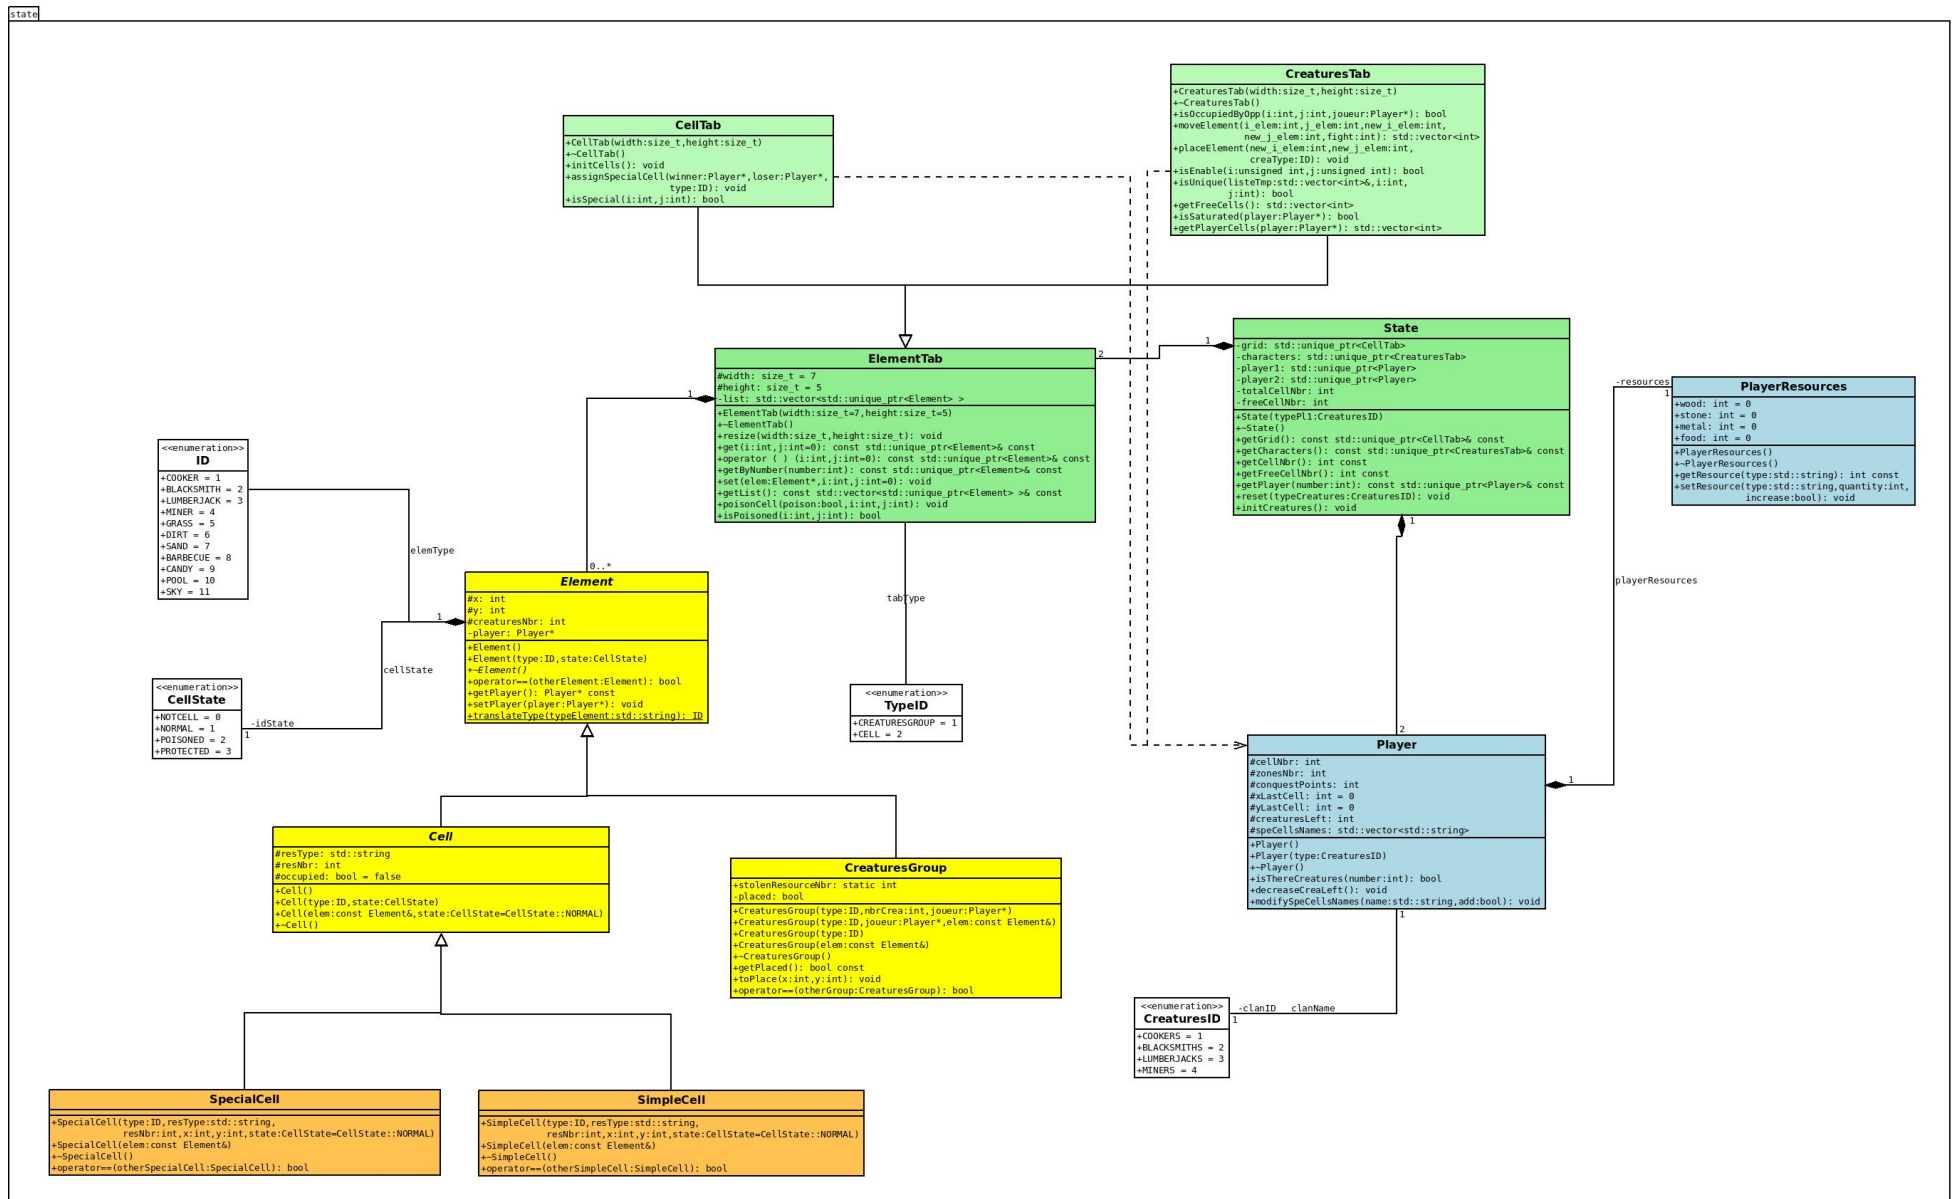 state
CreaturesTab
+CreaturesTab(width:size_t,height:size_t)
+~CreaturesTab()
+isOccupiedByOpp(i:int,j:int,joueur:Player*): bool
+moveElement(i_elem:int,j_elem:int,new_i_elem:int,
new_j_elem:int,fight:int): std::vector<int>
+placeElement(new_i_elem:int,new_j_elem:int,
creaType:ID): void
+isEnable(i:unsigned int,j:unsigned int): bool
+isUnique(listeTmp:std::vector<int>&,i:int,
j:int): bool
+getFreeCells(): std::vector<int>
+isSaturated(player:Player*): bool
+getPlayerCells(player:Player*): std::vector<int>
CellTab
+CellTab(width:size_t,height:size_t)
+~CellTab()
+initCells(): void
+assignSpecialCell(winner:Player*,loser:Player*,
type:ID): void
+isSpecial(i:int,j:int): bool
ElementTab
#width: size_t = 7
#height: size_t = 5
-list: std::vector<std::unique_ptr<Element> >
+ElementTab(width:size_t=7,height:size_t=5)
+~ElementTab()
+resize(width:size_t,height:size_t): void
+get(i:int,j:int=0): const std::unique_ptr<Element>& const
+operator ( ) (i:int,j:int=0): const std::unique_ptr<Element>& const
+getByNumber(number:int): const std::unique_ptr<Element>& const
+set(elem:Element*,i:int,j:int=0): void
+getList(): const std::vector<std::unique_ptr<Element> >& const
+poisonCell(poison:bool,i:int,j:int): void
+isPoisoned(i:int,j:int): bool
2
1
1
State
-grid: std::unique_ptr<CellTab>
-characters: std::unique_ptr<CreaturesTab>
-player1: std::unique_ptr<Player>
-player2: std::unique_ptr<Player>
-totalCellNbr: int
-freeCellNbr: int
+State(typePl1:CreaturesID)
+~State()
+getGrid(): const std::unique_ptr<CellTab>& const
+getCharacters(): const std::unique_ptr<CreaturesTab>& const
+getCellNbr(): int const
+getFreeCellNbr(): int const
+getPlayer(number:int): const std::unique_ptr<Player>& const
+reset(typeCreatures:CreaturesID): void
+initCreatures(): void
1
-resources
1
PlayerResources
+wood: int = 0
+stone: int = 0
+metal: int = 0
+food: int = 0
+PlayerResources()
+~PlayerResources()
+getResource(type:std::string): int const
+setResource(type:std::string,quantity:int,
increase:bool): void
playerResources
<<enumeration>>
ID
+COOKER = 1
+BLACKSMITH = 2
+LUMBERJACK = 3
+MINER = 4
+GRASS = 5
+DIRT = 6
+SAND = 7
+BARBECUE = 8
+CANDY = 9
+POOL = 10
+SKY = 11
elemType
0..*
1
Element
#x: int
#y: int
#creaturesNbr: int
-player: Player*
+Element()
+Element(type:ID,state:CellState)
+~Element()
+operator==(otherElement:Element): bool
+getPlayer(): Player* const
+setPlayer(player:Player*): void
+translateType(typeElement:std::string): ID
cellState
<<enumeration>>
CellState
+NOTCELL = 0
+NORMAL = 1
+POISONED = 2
+PROTECTED = 3
-idState
1
tabType
<<enumeration>>
TypeID
+CREATURESGROUP = 1
+CELL = 2
2
Player
#cellNbr: int
#zonesNbr: int
#conquestPoints: int
#xLastCell: int = 0
#yLastCell: int = 0
#creaturesLeft: int
#speCellsNames: std::vector<std::string>
+Player()
+Player(type:CreaturesID)
+~Player()
+isThereCreatures(number:int): bool
+decreaseCreaLeft(): void
+modifySpeCellsNames(name:std::string,add:bool): void
1
1
Cell
#resType: std::string
#resNbr: int
#occupied: bool = false
+Cell()
+Cell(type:ID,state:CellState)
+Cell(elem:const Element&,state:CellState=CellState::NORMAL)
+~Cell()
CreaturesGroup
+stolenResourceNbr: static int
-placed: bool
+CreaturesGroup(type:ID,nbrCrea:int,joueur:Player*)
+CreaturesGroup(type:ID,joueur:Player*,elem:const Element&)
+CreaturesGroup(type:ID)
+CreaturesGroup(elem:const Element&)
+~CreaturesGroup()
+getPlaced(): bool const
+toPlace(x:int,y:int): void
+operator==(otherGroup:CreaturesGroup): bool
<<enumeration>>
CreaturesID
+COOKERS = 1
+BLACKSMITHS = 2
+LUMBERJACKS = 3
+MINERS = 4
-clanID clanName
1
SpecialCell
+SpecialCell(type:ID,resType:std::string,
resNbr:int,x:int,y:int,state:CellState=CellState::NORMAL)
+SpecialCell(elem:const Element&)
+~SpecialCell()
+operator==(otherSpecialCell:SpecialCell): bool
SimpleCell
+SimpleCell(type:ID,resType:std::string,
resNbr:int,x:int,y:int,state:CellState=CellState::NORMAL)
+SimpleCell(elem:const Element&)
+~SimpleCell()
+operator==(otherSimpleCell:SimpleCell): bool